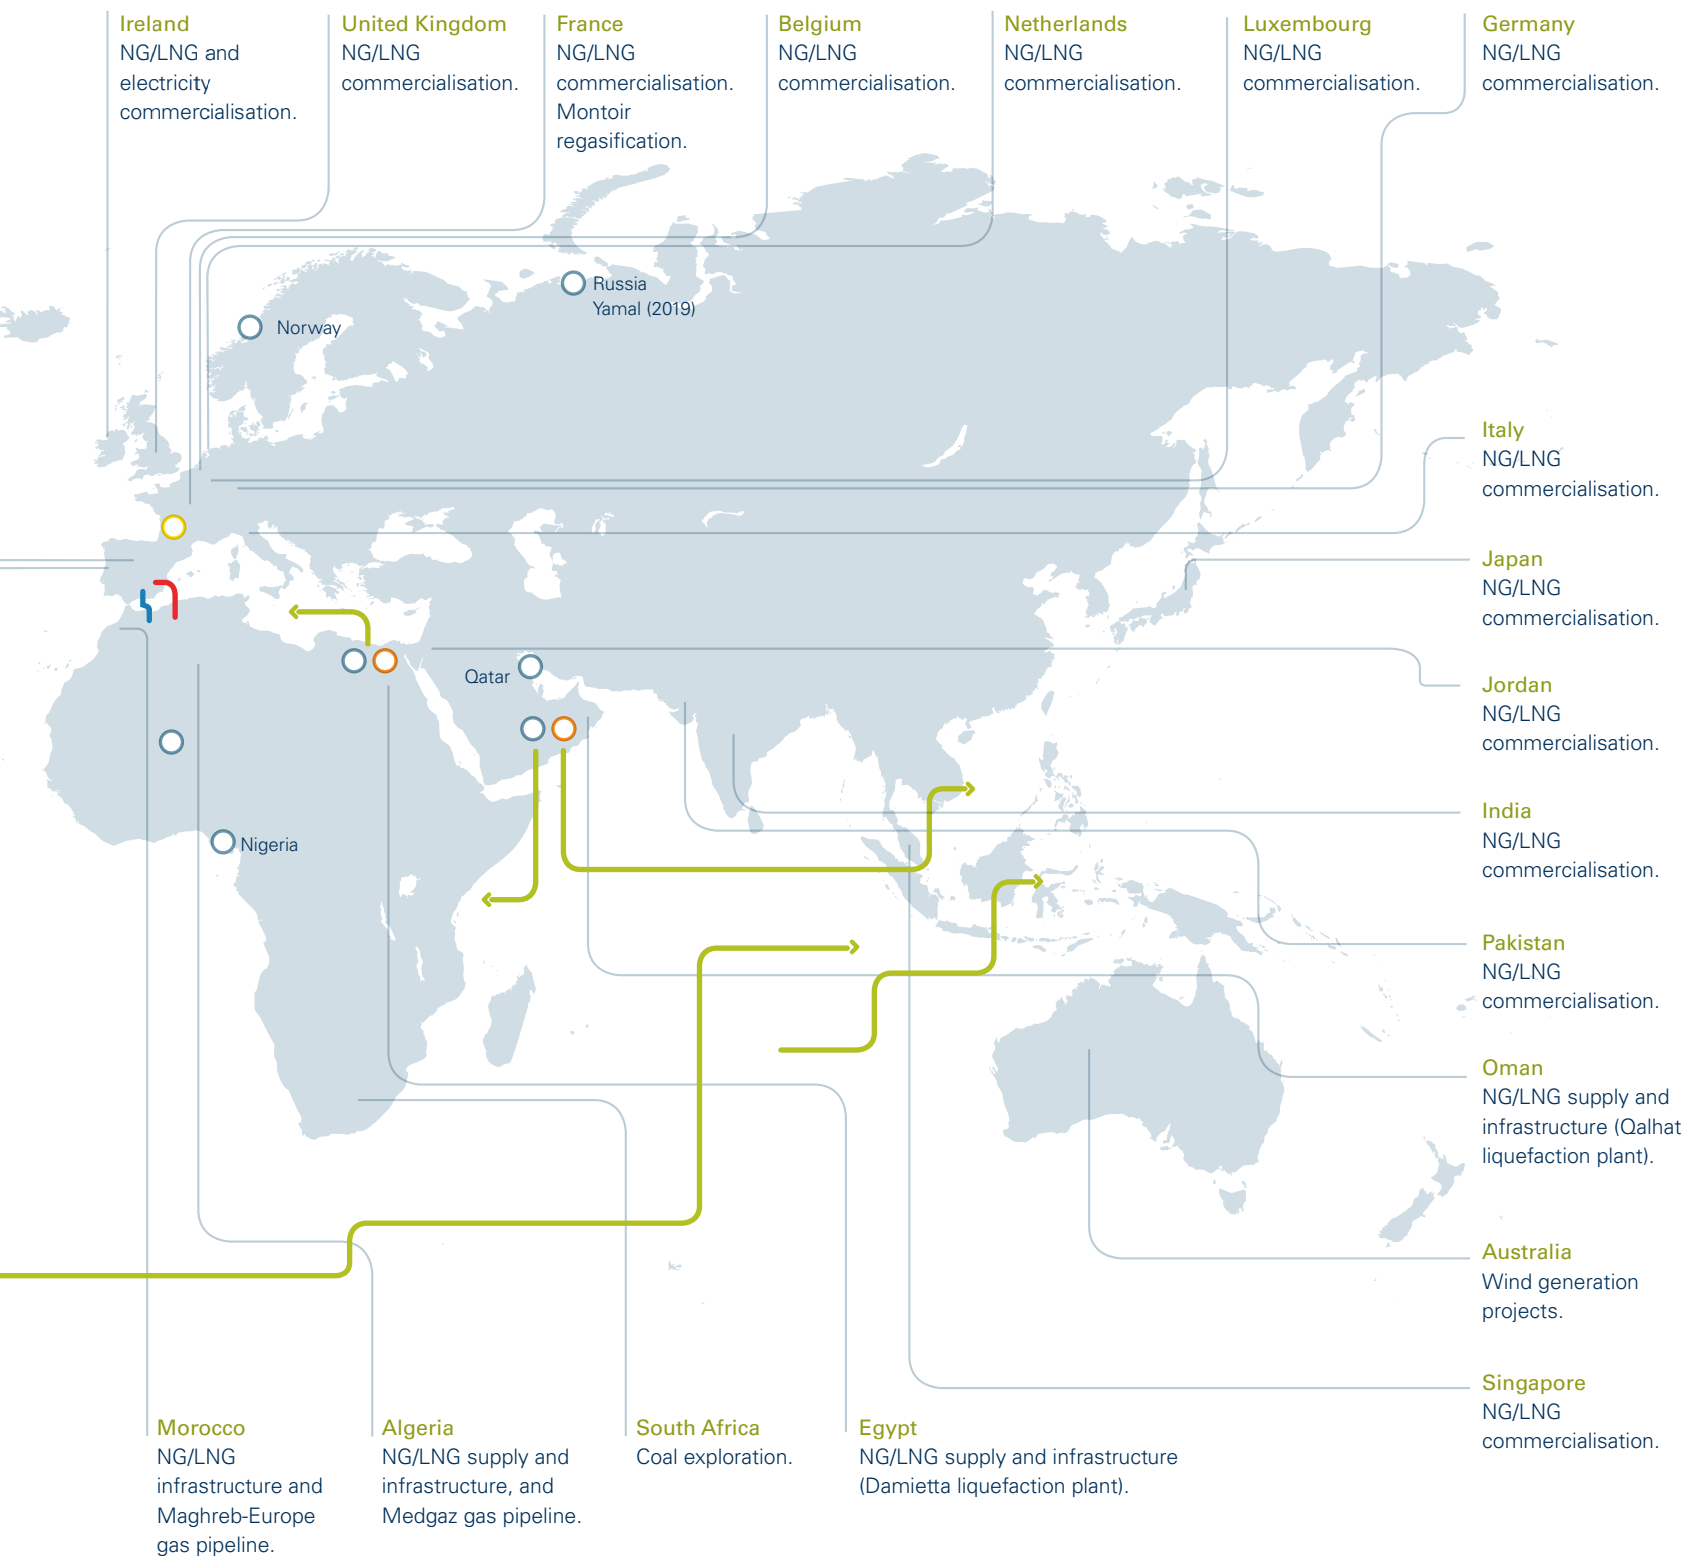 Ireland
NG/LNG and
electricity
commercialisation.
United Kingdom
NG/LNG
commercialisation.
France
NG/LNG
commercialisation.
Montoir
regasification.
Belgium
NG/LNG
commercialisation.
Netherlands
NG/LNG
commercialisation.
Luxembourg
NG/LNG
commercialisation.
Germany
NG/LNG
commercialisation.
Russia
Yamal (2019)
Norway
Italy
NG/LNG
commercialisation.
Japan
NG/LNG
commercialisation.
Qatar
Jordan
NG/LNG
commercialisation.
Nigeria
India
NG/LNG
commercialisation.
Pakistan
NG/LNG
commercialisation.
Oman
NG/LNG supply and
infrastructure (Qalhat
liquefaction plant).
Australia
Wind generation
projects.
Singapore
NG/LNG
commercialisation.
Morocco
NG/LNG
infrastructure and
Maghreb-Europe
gas pipeline.
Algeria
NG/LNG supply and
infrastructure, and
Medgaz gas pipeline.
South Africa
Coal exploration.
Egypt
NG/LNG supply and infrastructure
(Damietta liquefaction plant).